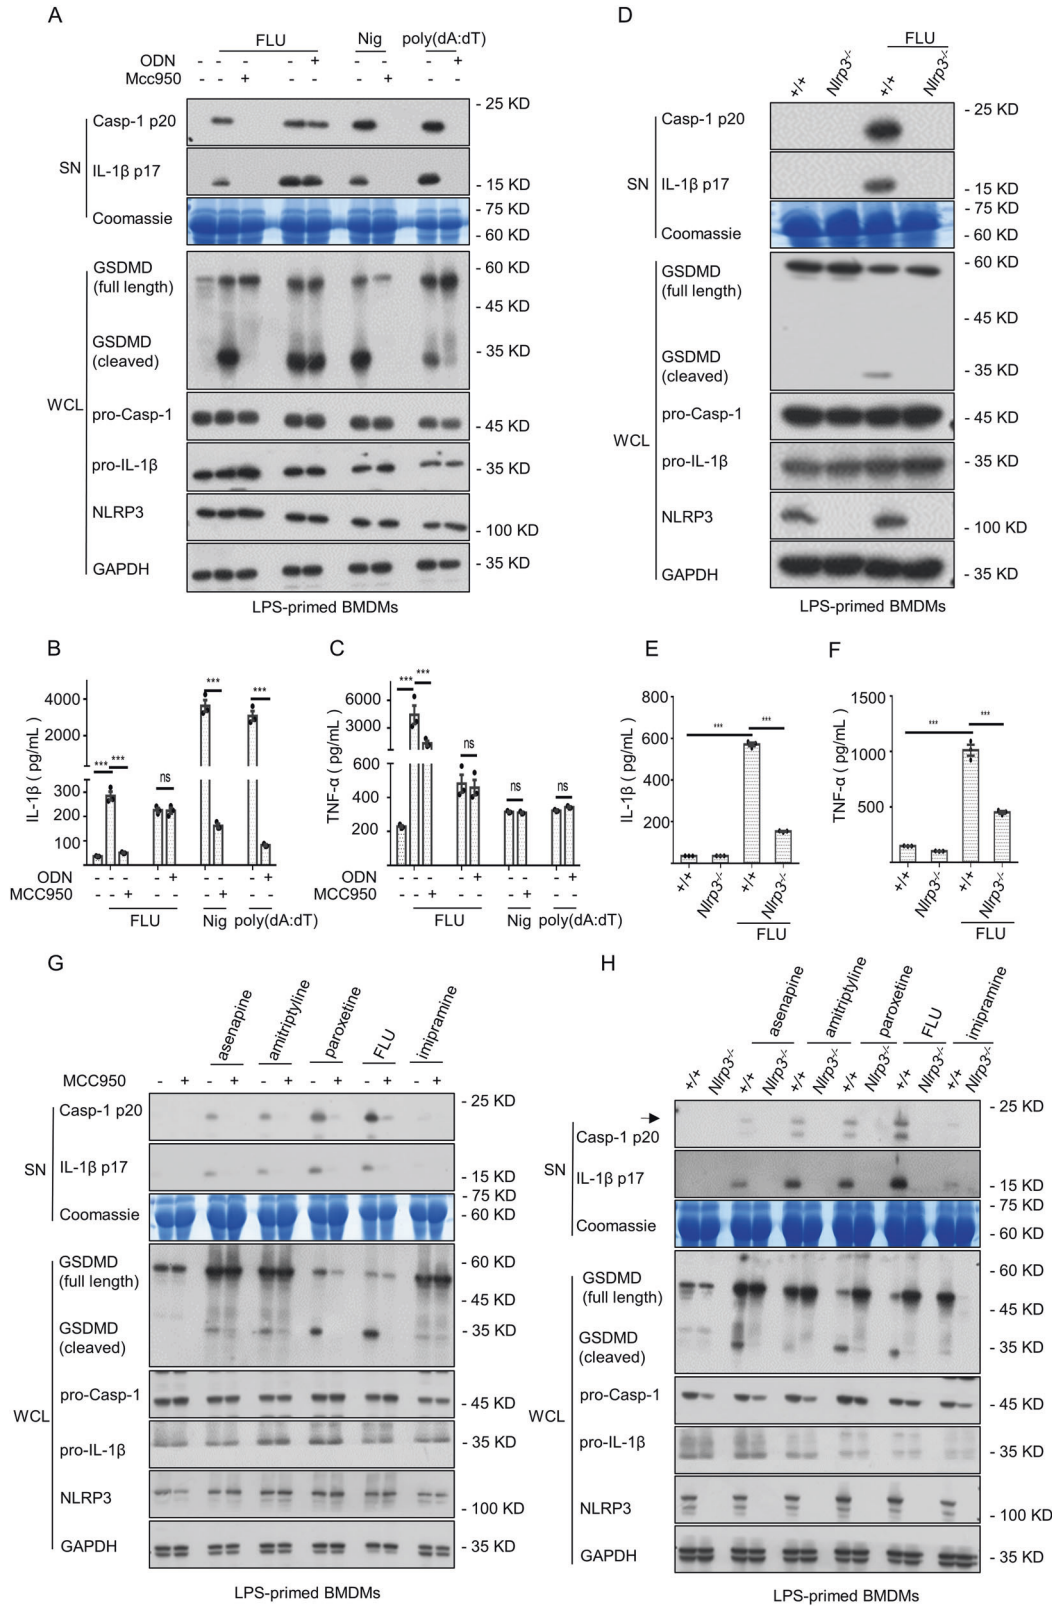 A
FLU
Nig
poly(dA:dT)
ODN - - - - + - - - +
Mcc950 - - + - - - + -
SN
Casp-1 p20
- 25 KD
IL-1β p17
- 15 KD
Coomassie
- 75 KD
- 60 KD
WCL
GSDMD
(full length)
- 60 KD
- 45 KD
GSDMD
(cleaved)
- 35 KD
pro-Casp-1
- 45 KD
pro-IL-1β
- 35 KD
NLRP3
- 100 KD
GAPDH
- 35 KD
LPS-primed BMDMs
D
FLU
+/+ Nlrp3-/- +/+ Nlrp3-/-
SN
Casp-1 p20
- 25 KD
IL-1β p17
- 15 KD
Coomassie
- 75 KD
- 60 KD
WCL
GSDMD
(full length)
- 60 KD
- 45 KD
GSDMD
(cleaved)
- 35 KD
pro-Casp-1
- 45 KD
pro-IL-1β
- 35 KD
NLRP3
- 100 KD
GAPDH
- 35 KD
LPS-primed BMDMs
B
IL-1β ( pg/mL )
4000
2000
300
200
100
*** *** ns *** ***
ODN - - - - + - - - +
MCC950 - - + - - - + - -
FLU Nig poly(dA:dT)
C
TNF-α ( pg/mL )
6000
3000
600
400
200
*** *** ns ns ns
ODN - - - - + - - - +
MCC950 - - + - - - + - -
FLU Nig poly(dA:dT)
E
IL-1β ( pg/mL )
800
600
400
200
*** ***
+/+ Nlrp3-/- +/+ Nlrp3-/-
FLU
F
TNF-α ( pg/mL )
1500
1000
500
*** ***
+/+ Nlrp3-/- +/+ Nlrp3-/-
FLU
G
asenapine amitriptyline paroxetine FLU imipramine
MCC950 - + - + - + - + - + - +
SN
Casp-1 p20
- 25 KD
IL-1β p17
- 15 KD
Coomassie
- 75 KD
- 60 KD
WCL
GSDMD
(full length)
- 60 KD
- 45 KD
GSDMD
(cleaved)
- 35 KD
pro-Casp-1
- 45 KD
pro-IL-1β
- 35 KD
NLRP3
- 100 KD
GAPDH
- 35 KD
LPS-primed BMDMs
H
asenapine amitriptyline paroxetine FLU imipramine
+/+ Nlrp3-/- +/+ Nlrp3-/- +/+ Nlrp3-/- +/+ Nlrp3-/- +/+ Nlrp3-/- +/+ Nlrp3-/-
SN
Casp-1 p20
- 25 KD
IL-1β p17
- 15 KD
Coomassie
- 75 KD
- 60 KD
WCL
GSDMD
(full length)
- 60 KD
- 45 KD
GSDMD
(cleaved)
- 35 KD
pro-Casp-1
- 45 KD
pro-IL-1β
- 35 KD
NLRP3
- 100 KD
GAPDH
- 35 KD
LPS-primed BMDMs